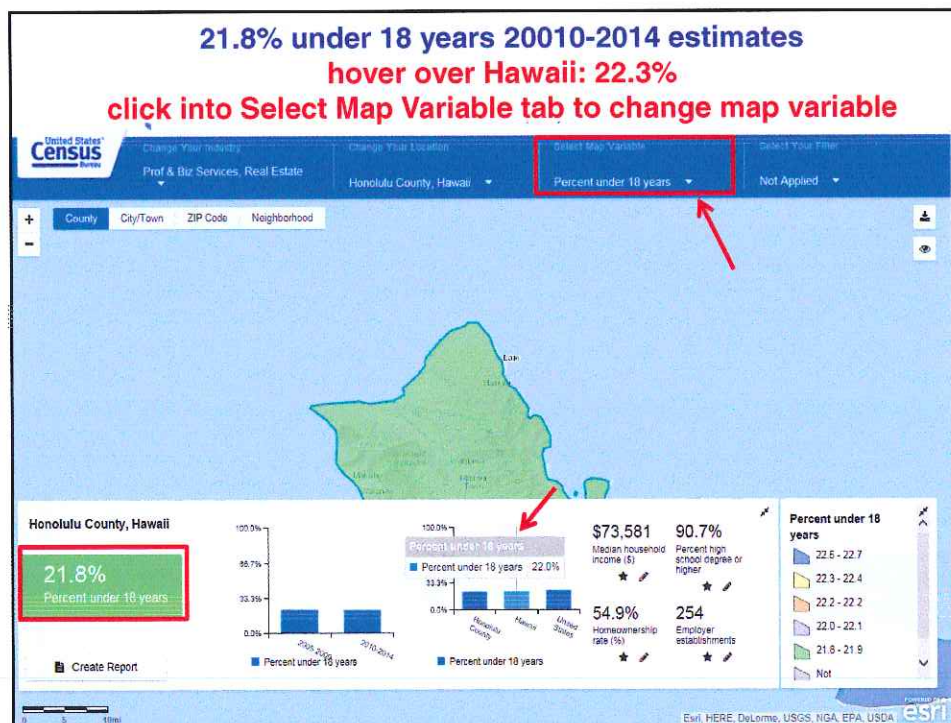 21.8% under 18 years 20010-2014 estimates
hover over Hawaii: 22.3%
click into Select Map Variable tab to change map variable
United States®
Census
Bureau
Change Your Industry
Prof & Biz Services, Real Estate
Change Your Location
Honolulu County, Hawaii
Select Map Variable
Percent under 18 years
Select Your Filter
Not Applied
+
-
County City/Town ZIP Code Neighborhood
Laie
Honolulu County, Hawaii
21.8%
Percent under 18 years
Create Report
100.0%
66.7%
33.3%
0.0%
2005-2009
2010-2014
Percent under 18 years
100.0%
Percent under 18 years
Percent under 18 years 22.0%
33.3%
0.0%
Honolulu County
Hawaii
United States
Percent under 18 years
$73,581
Median household
income ($)
90.7%
Percent high
school degree or
higher
54.9%
Homeownership
rate (%)
254
Employer
establishments
Percent under 18
years
22.6 - 22.7
22.3 - 22.4
22.2 - 22.2
22.0 - 22.1
21.8 - 21.9
Not
0 5 10mi
Esri, HERE, DeLorme, USGS, NGA, EPA, USDA
POWERED BY
esri